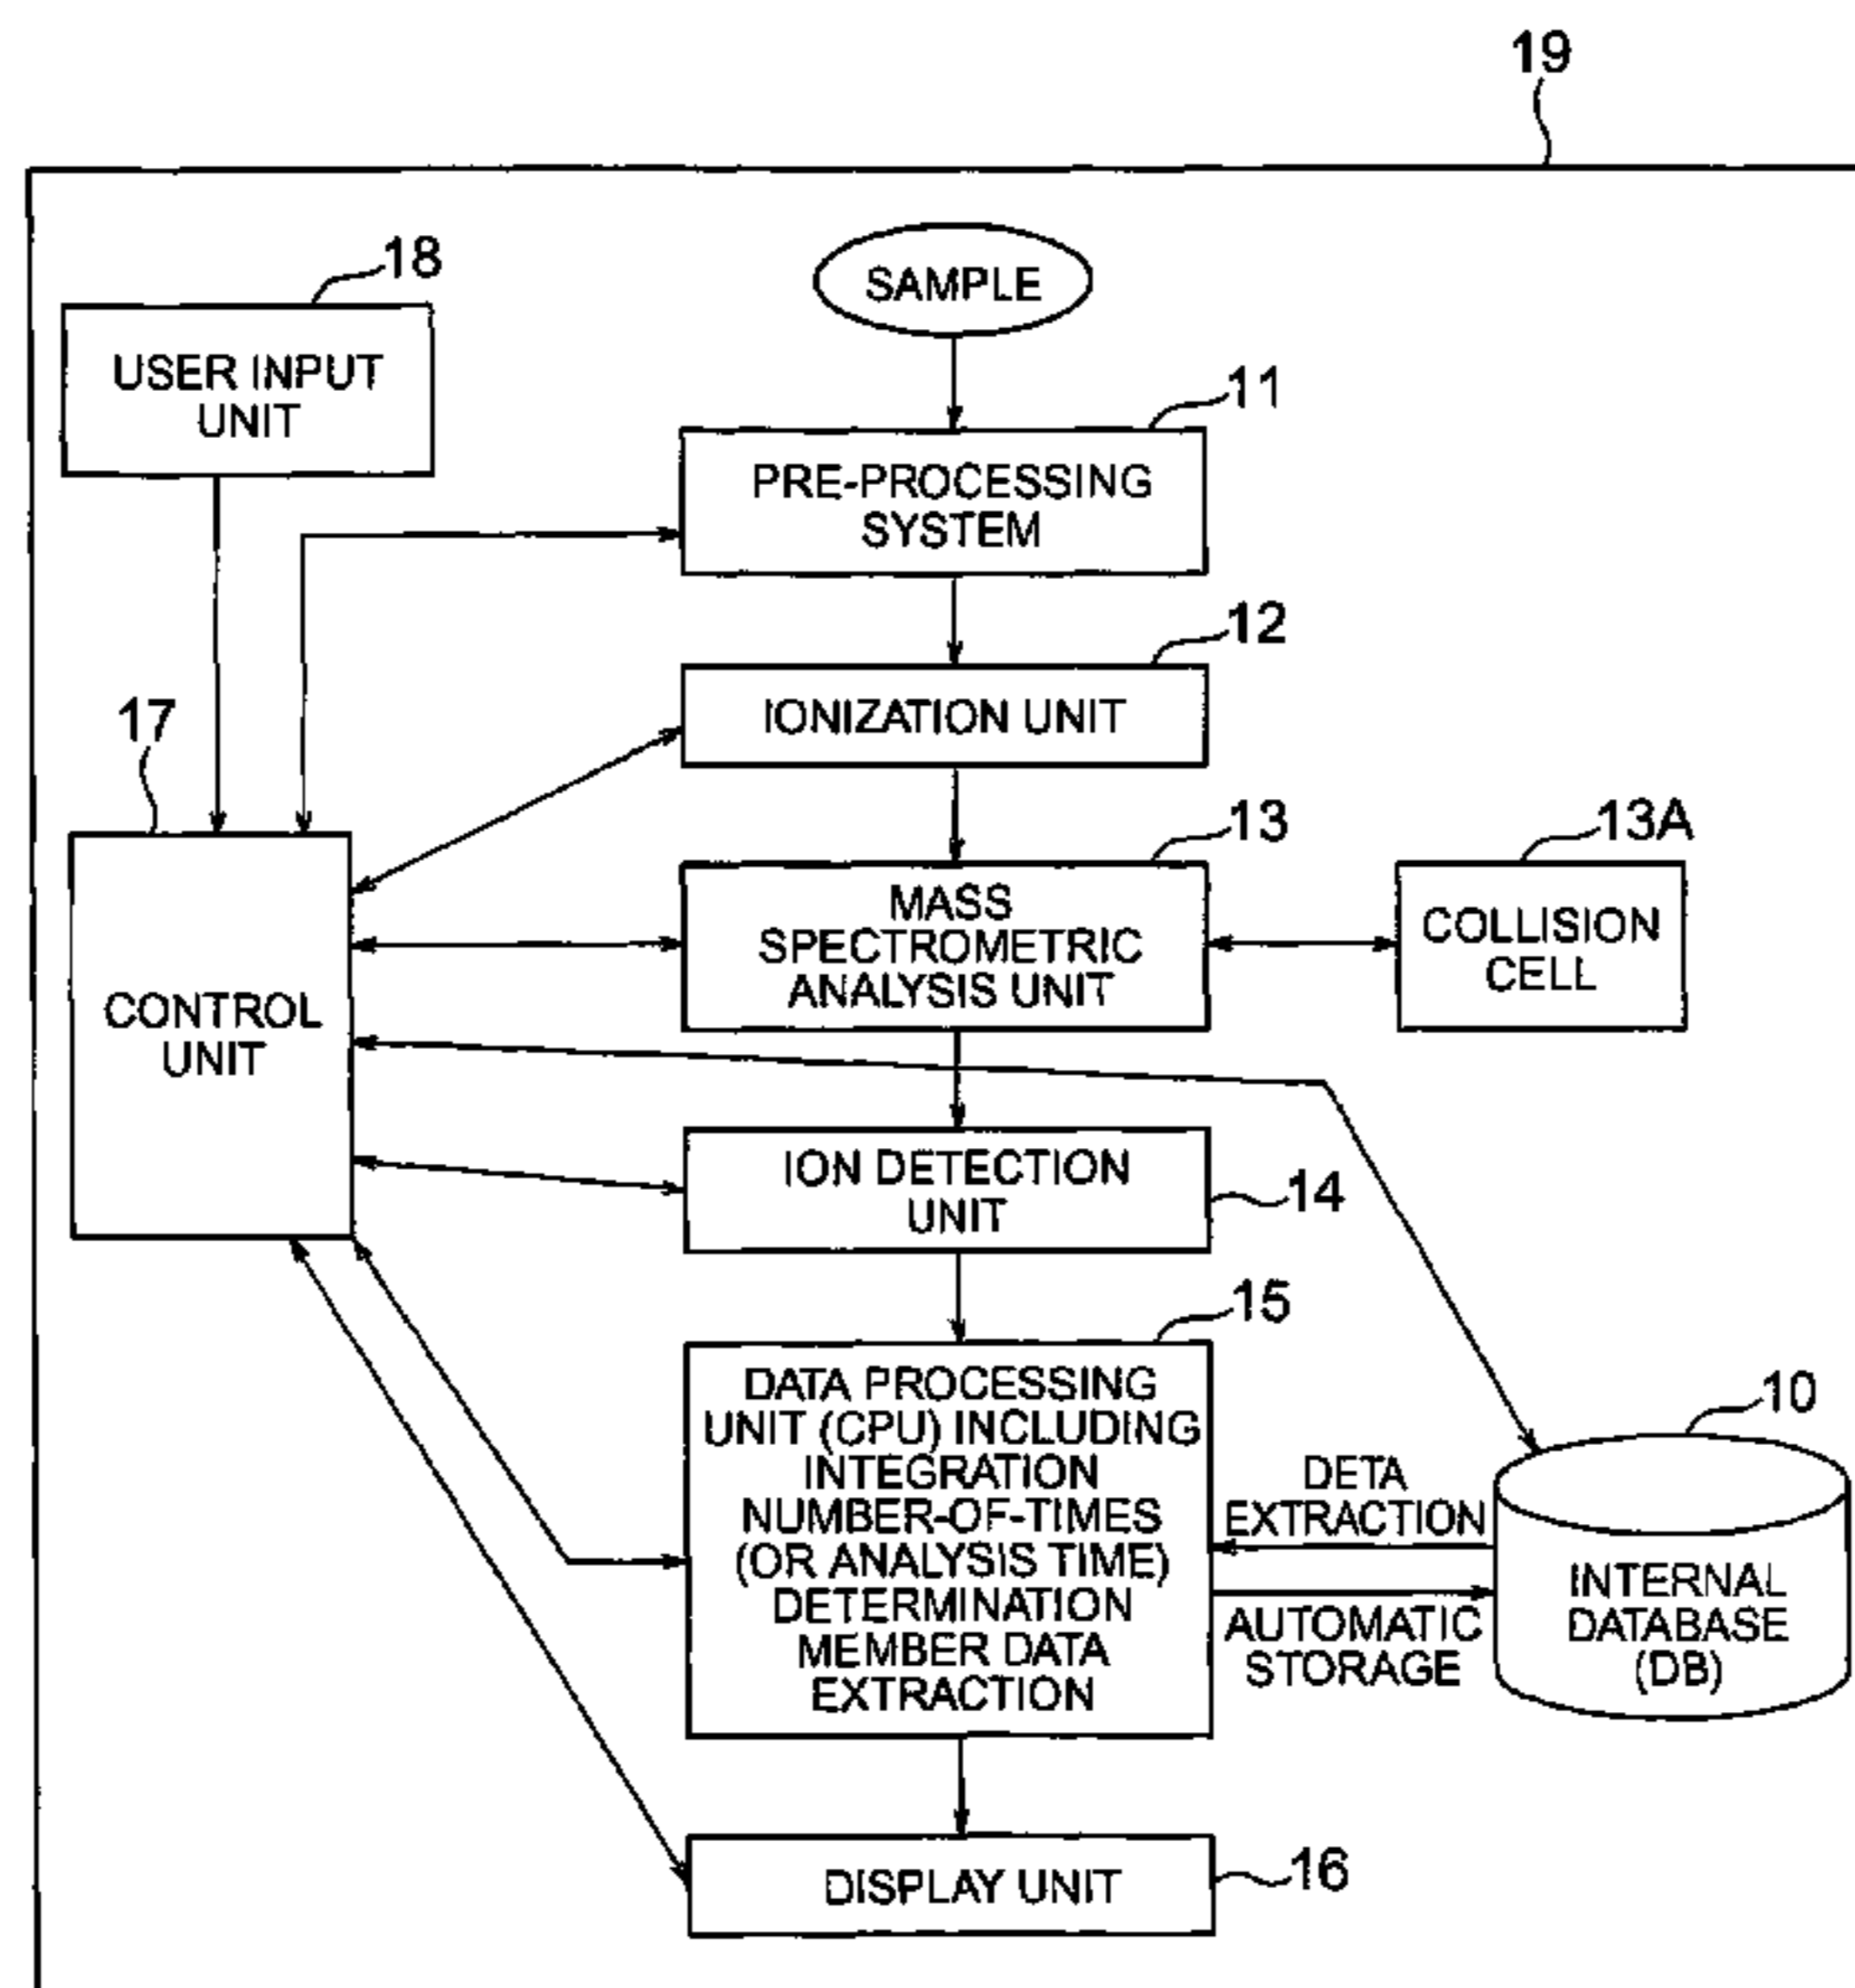 19
18
SAMPLE
USER INPUT
UNIT
11
PRE-PROCESSING
SYSTEM
12
IONIZATION UNIT
17
13
13A
MASS
SPECTROMETRIC
ANALYSIS UNIT
COLLISION
CELL
CONTROL
UNIT
ION DETECTION
UNIT
14
15
DATA PROCESSING
UNIT (CPU) INCLUDING
INTEGRATION
NUMBER-OF-TIMES
(OR ANALYSIS TIME)
DETERMINATION
MEMBER DATA
EXTRACTION
10
DETA
EXTRACTION
AUTOMATIC
STORAGE
INTERNAL
DATABASE
(DB)
DISPLAY UNIT
16